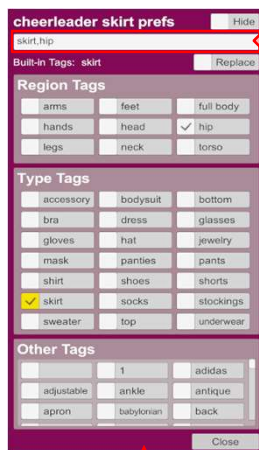 cheerleader skirt prefs Hide
skirt,hip
Built-in Tags: skirt Replace
Region Tags
arms feet full body
hands head hip
legs neck torso
Type Tags
accessory bodysuit bottom
bra dress glasses
gloves hat jewelry
mask panties pants
shirt shoes shorts
skirt socks stockings
sweater top underwear
Other Tags
1 adidas
adjustable ankle antique
apron babylonian back
Close